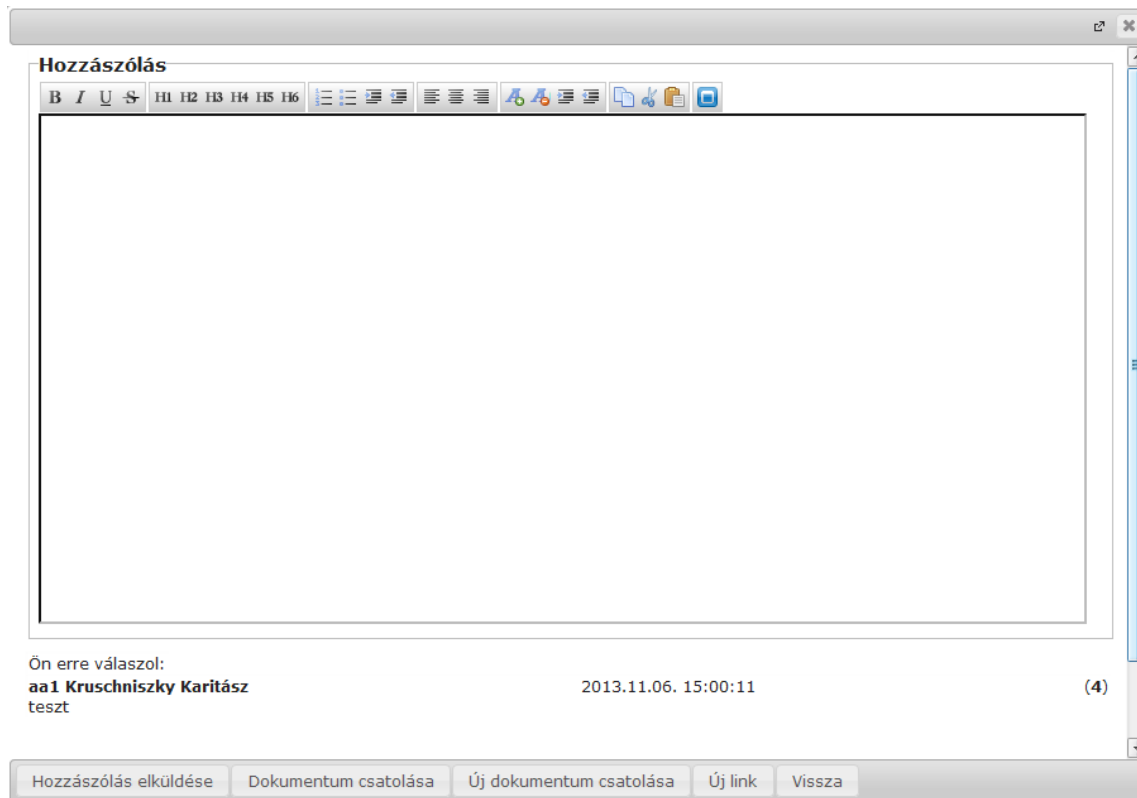 Hozzászólás
B I U S H1 H2 H3 H4 H5 H6
Ön erre válaszol:
aa1 Kruschniszky Karitász 2013.11.06. 15:00:11 (4)
teszt
Hozzászólás elküldése Dokumentum csatolása Új dokumentum csatolása Új link Vissza